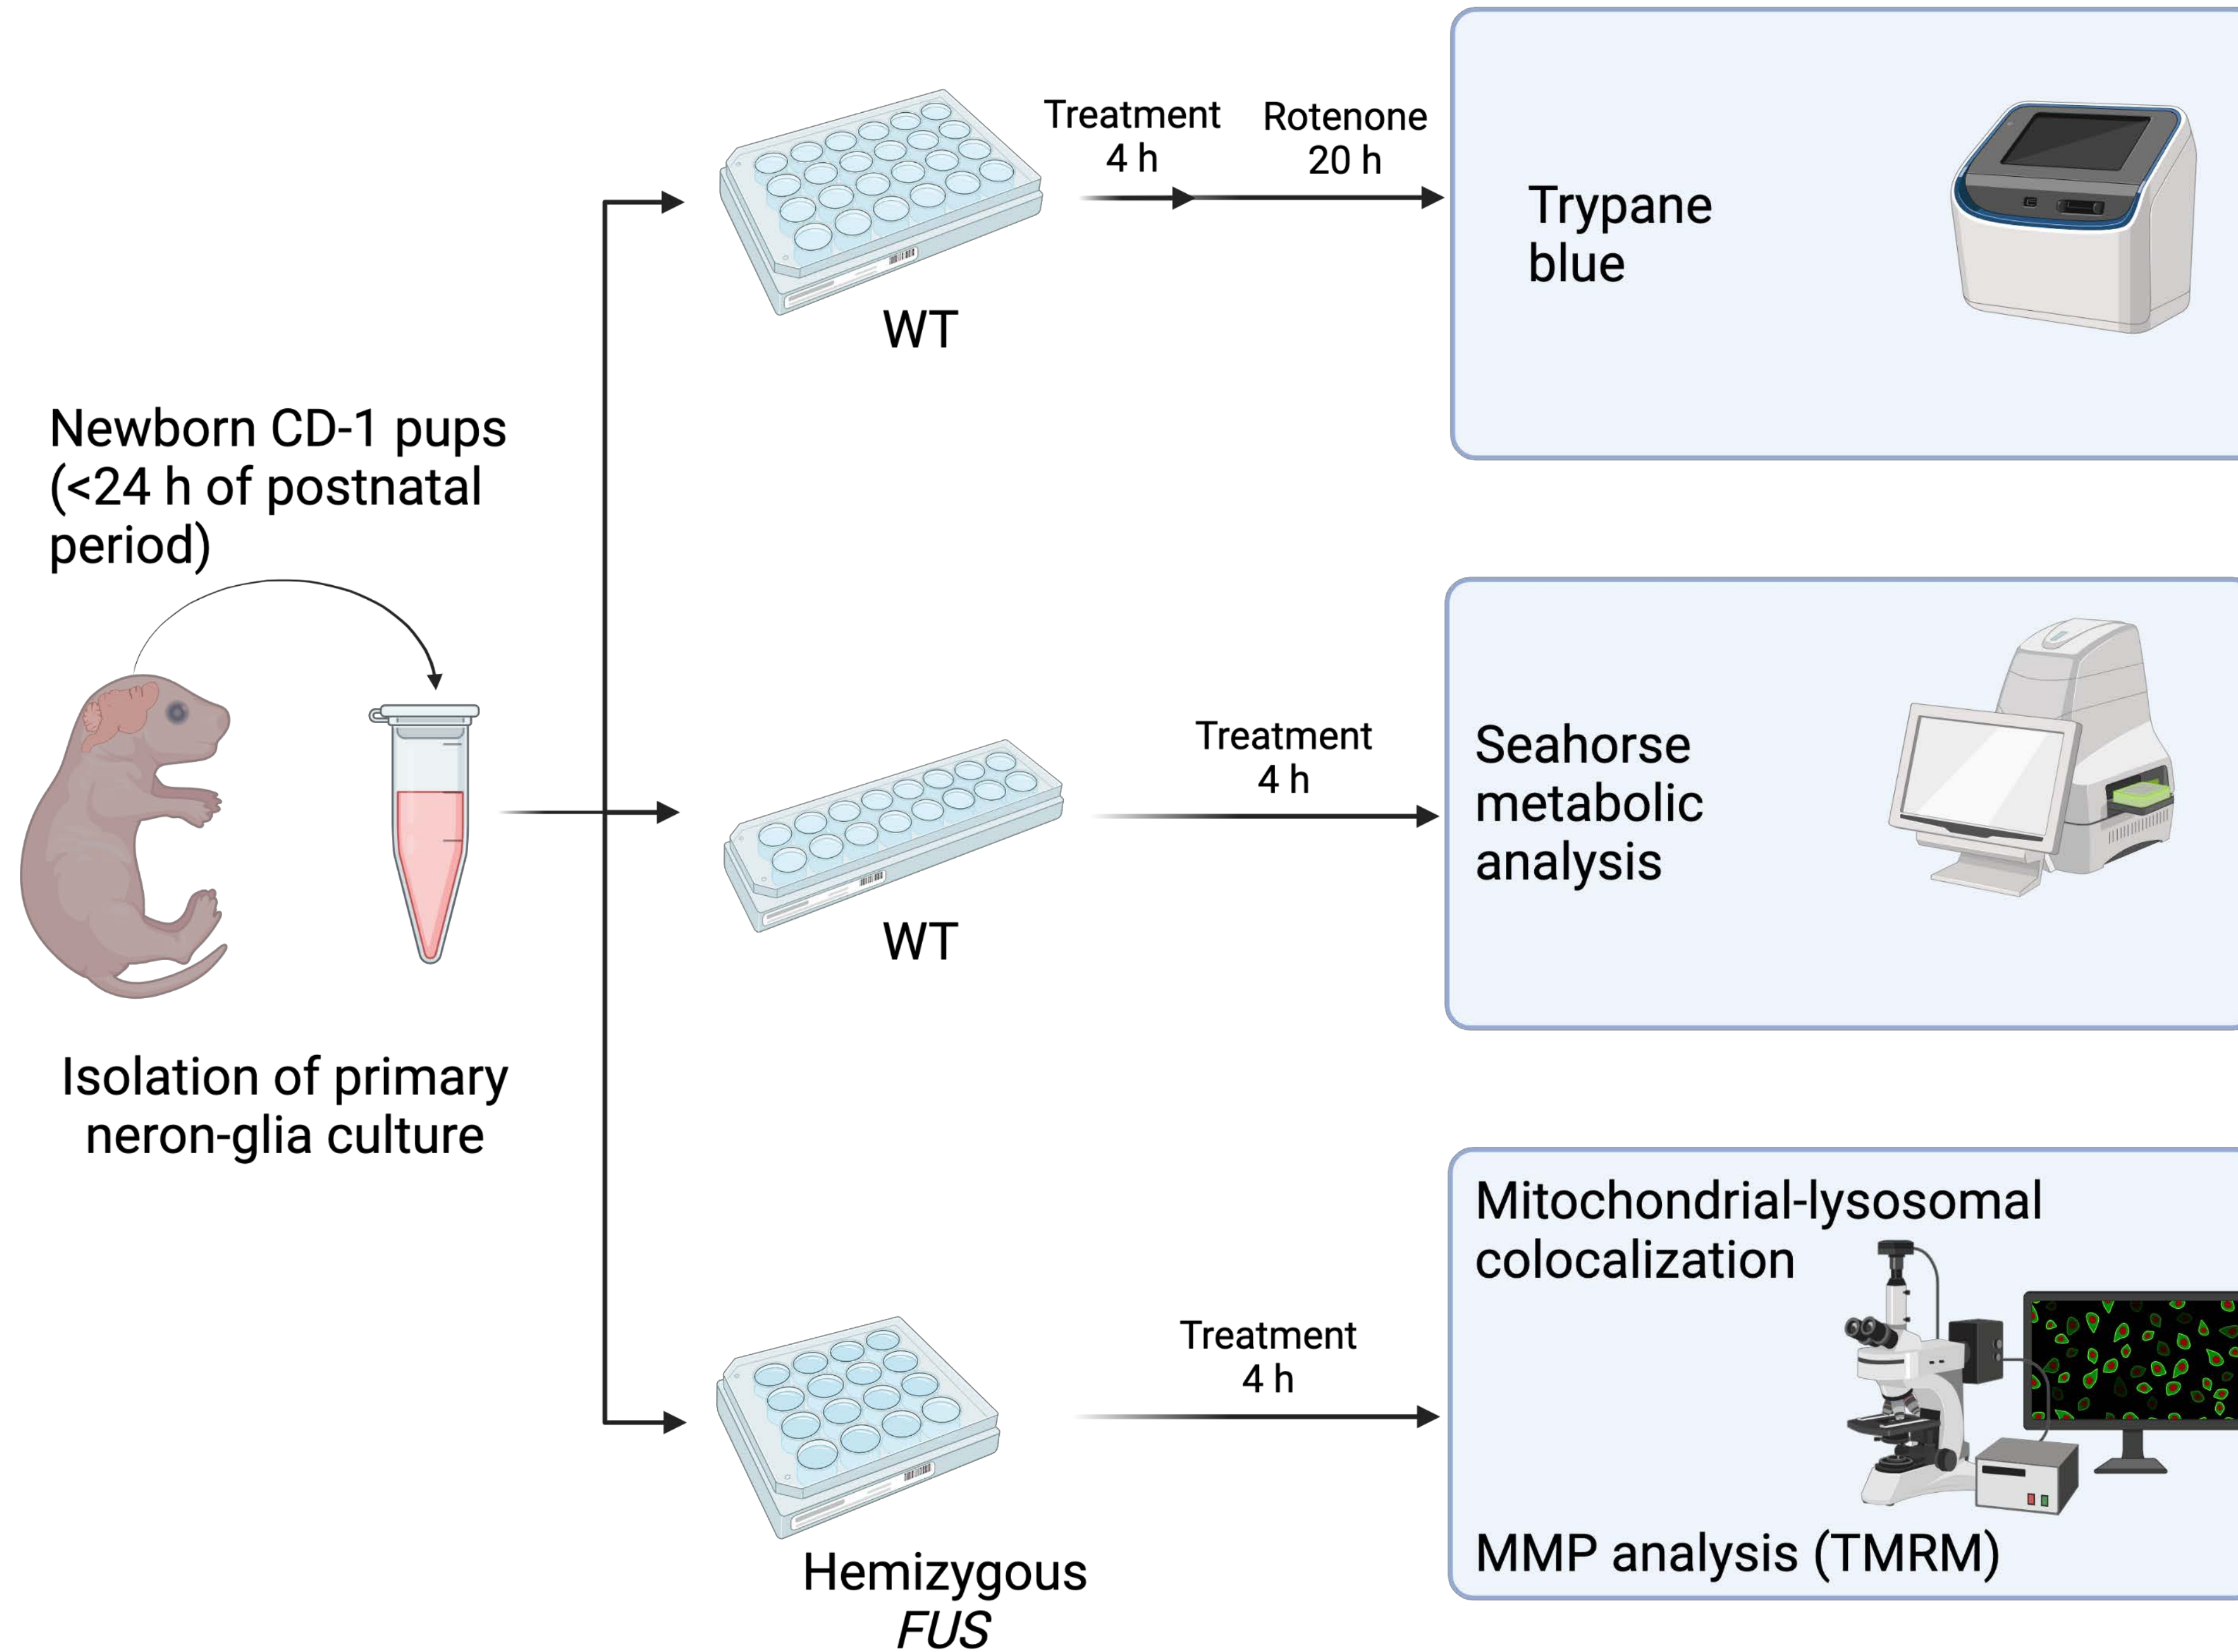 Newborn CD-1 pups
(<24 h of postnatal
period)
Isolation of primary
neron-glia culture
WT
Treatment
4 h
Rotenone
20 h
Trypane
blue
WT
Treatment
4 h
Seahorse
metabolic
analysis
Hemizygous
FUS
Treatment
4 h
Mitochondrial-lysosomal
colocalization
MMP analysis (TMRM)